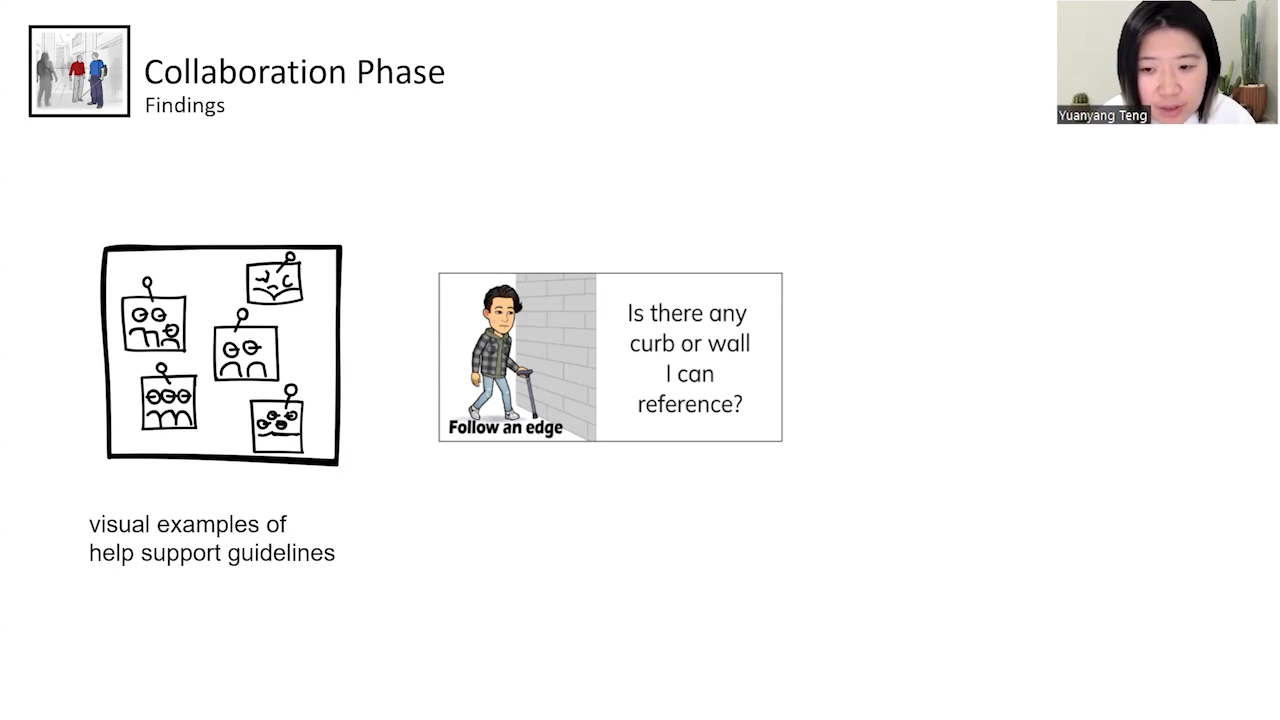 Collaboration Phase
Findings
Yuanyang Teng
Is there any
curb or wall
I can
reference?
Follow an edge
visual examples of
help support guidelines